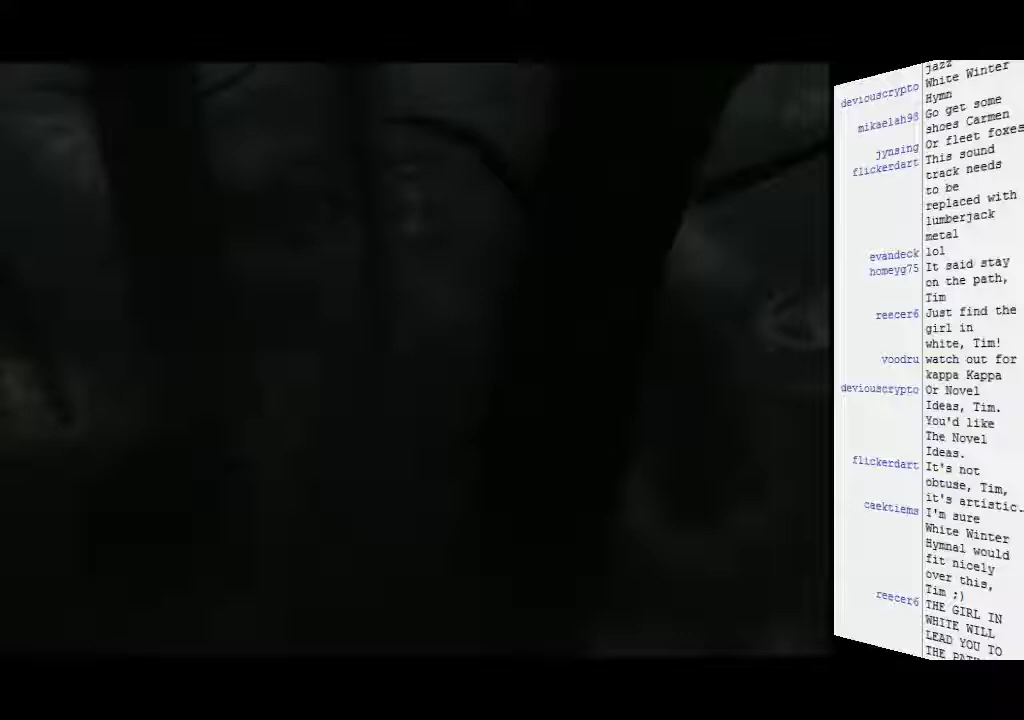 jazz
deviouscrypto White Winter
Hymn
mikaelah98 Go get some
shoes Carmen
jynsing Or fleet foxes
flickerdart This sound
track needs
to be
replaced with
lumberjack
metal
evandeck lol
homeyg75 It said stay
on the path,
Tim
reecer6 Just find the
girl in
white, Tim!
voodru watch out for
kappa Kappa
deviouscrypto Or Novel
Ideas, Tim.
You'd like
The Novel
Ideas.
flickerdart It's not
obtuse, Tim,
it's artistic.
caektiems I'm sure
White Winter
Hymnal would
fit nicely
over this,
Tim ;)
reecer6 THE GIRL IN
WHITE WILL
LEAD YOU TO
THE